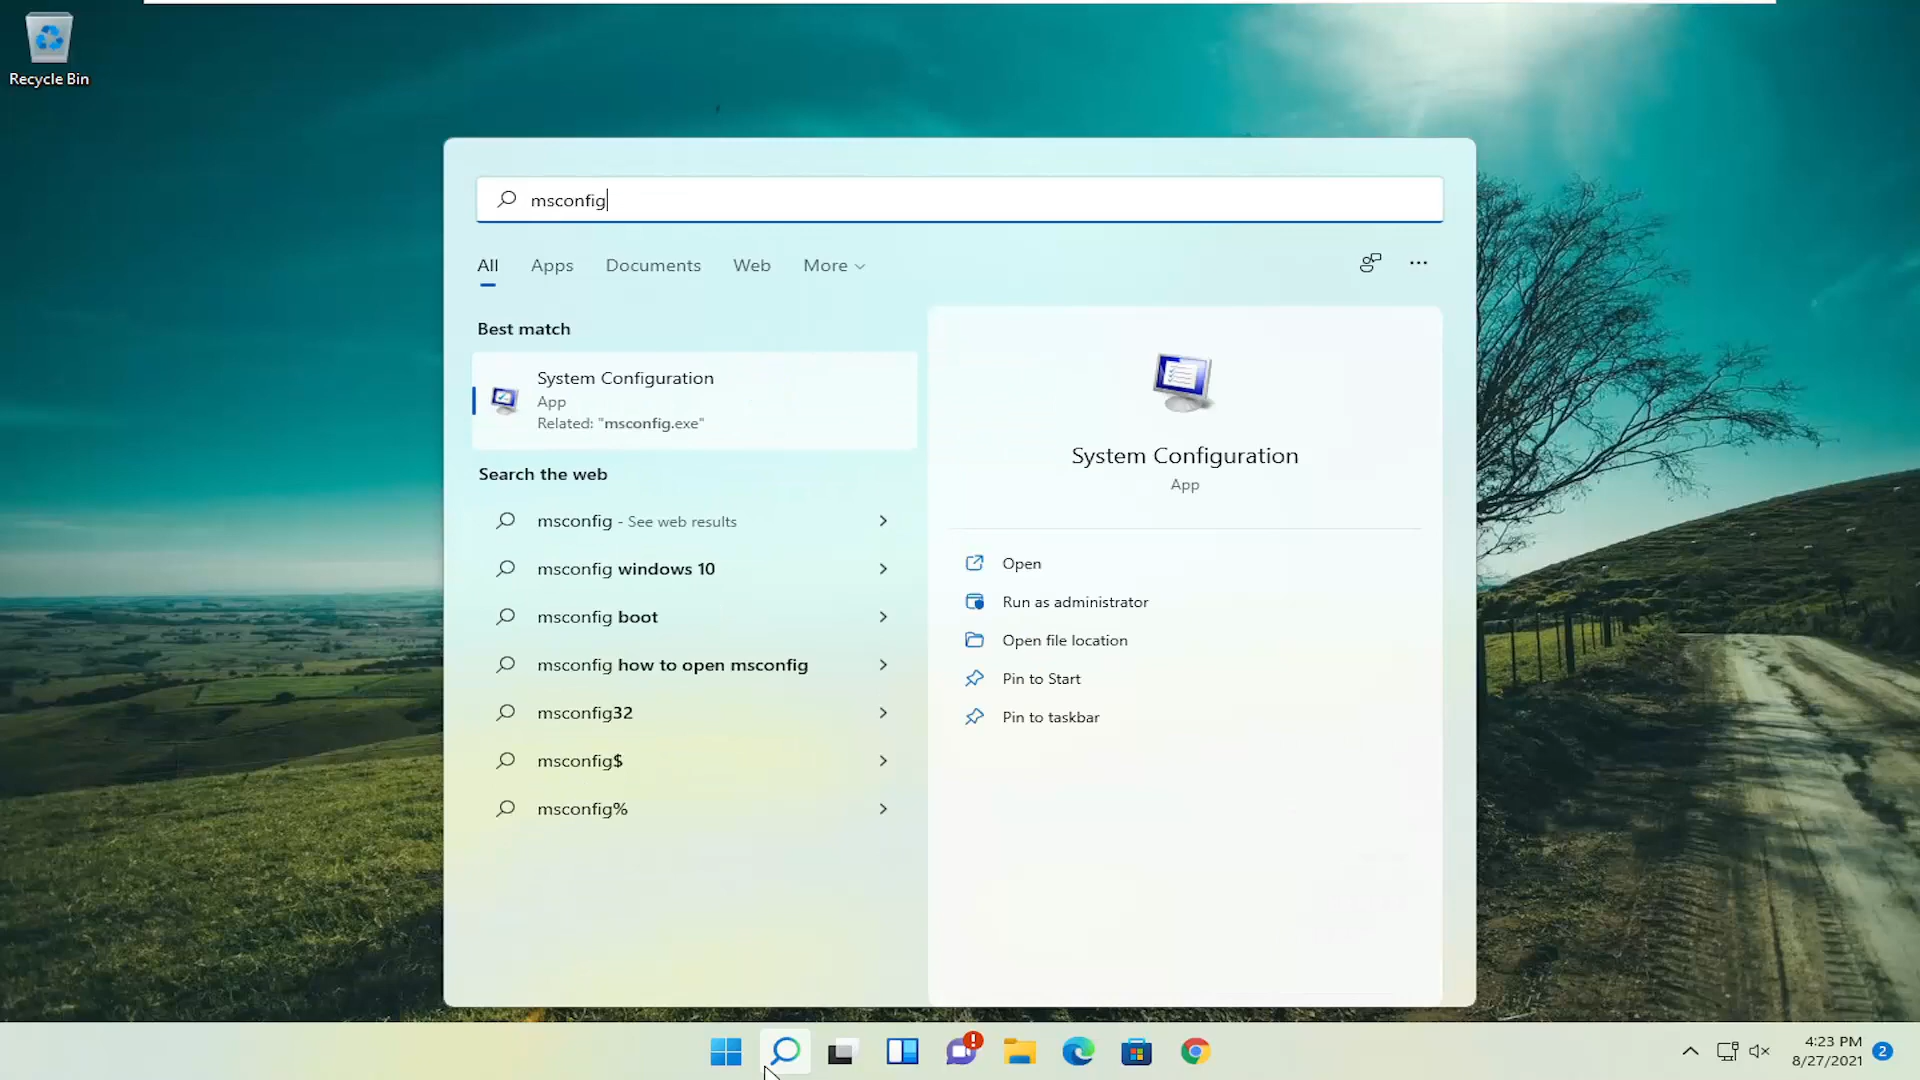 Recycle Bin
msconfig
All Apps Documents Web More
Best match
System Configuration
App
Related: "msconfig.exe"
Search the web
msconfig - See web results
msconfig windows 10
msconfig boot
msconfig how to open msconfig
msconfig32
msconfig$
msconfig%
System Configuration
App
Open
Run as administrator
Open file location
Pin to Start
Pin to taskbar
4:23 PM
8/27/2021
2